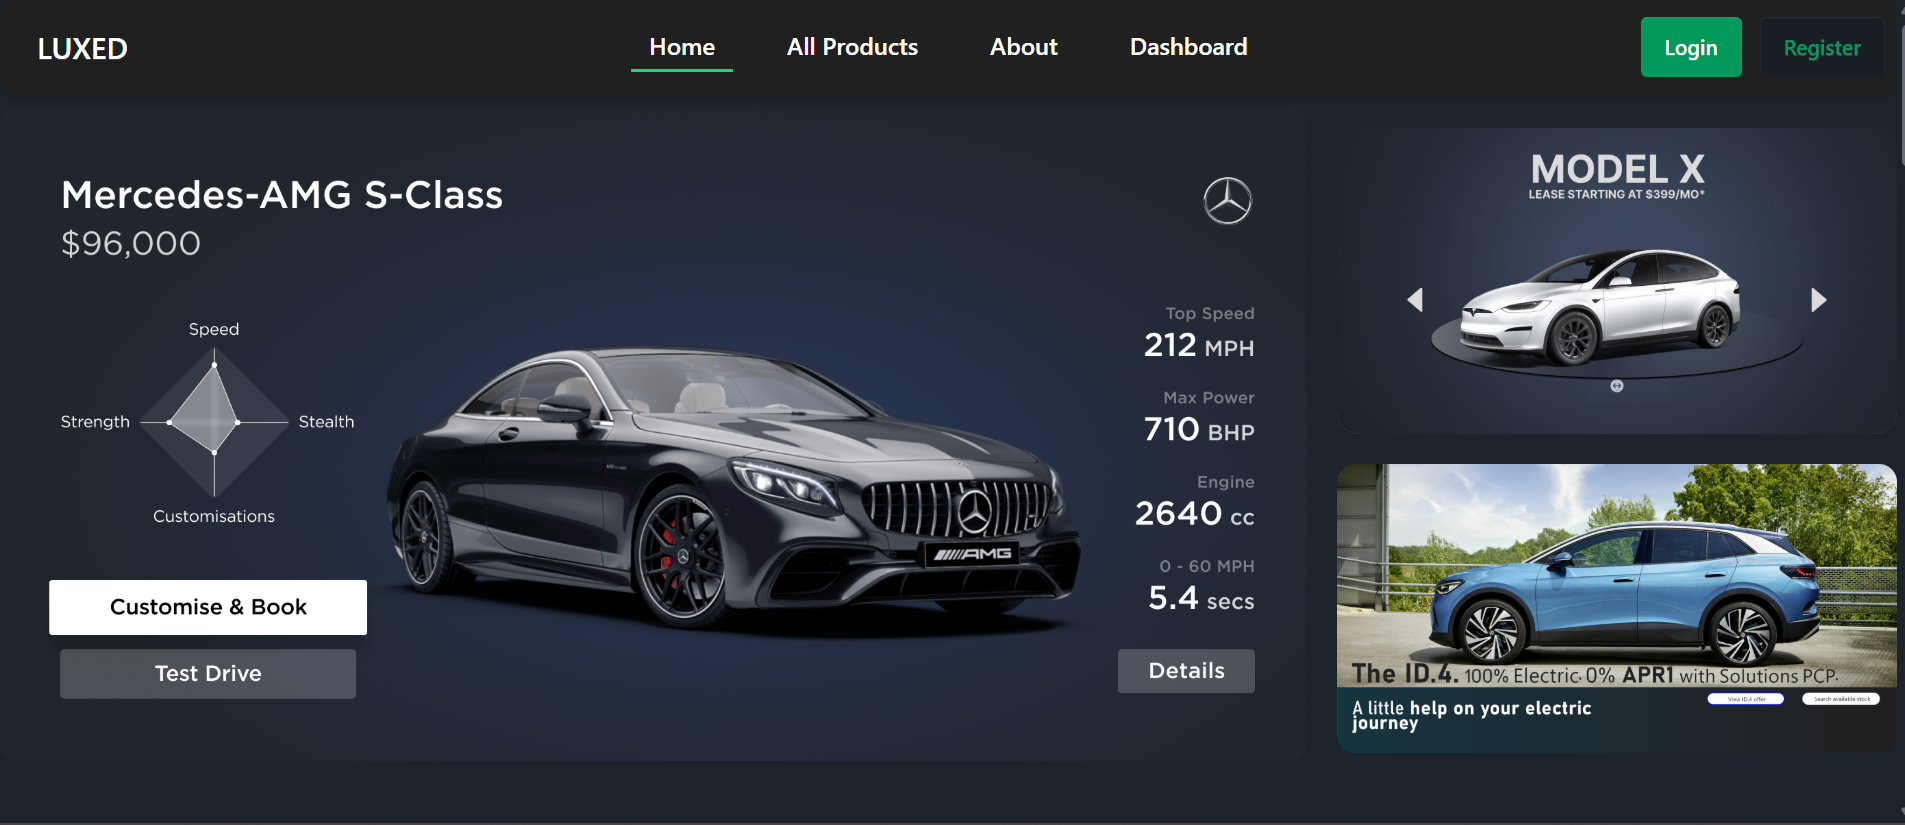 LUXED
Home
All Products
About
Dashboard
Login
Register
Mercedes-AMG S-Class
$96,000
Speed
Strength
Stealth
Customisations
Customise & Book
Test Drive
Top Speed
212 MPH
Max Power
710 BHP
Engine
2640 cc
0 - 60 MPH
5.4 secs
Details
AMG
MODEL X
LEASE STARTING AT $399/MO*
The ID.4. 100% Electric. 0% APR1 with Solutions PCP.
View ID.4 offer
Search available stock
A little help on your electric
journey